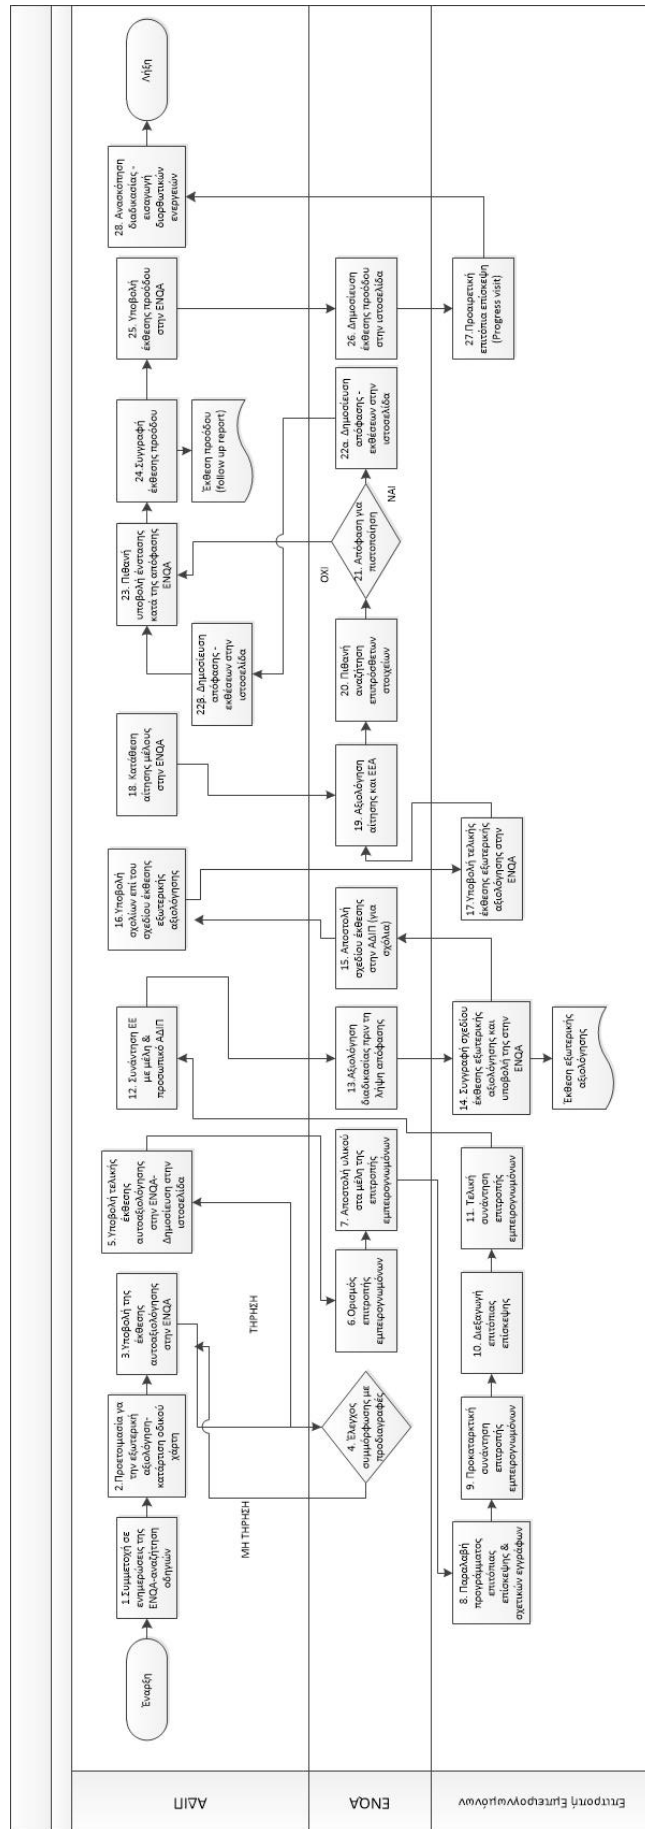 ΑΔΙΠ
ENQA
Επιτροπή Εμπειρογνωμόνων
Έναρξη
1.Συμμετοχή σε
ενημερώσεις της
ENQA-αναζήτηση
οδηγιών
2.Προετοιμασία γα
την εξωτερική
αξιολόγηση-
κατάρτιση οδικού
χάρτη
3.Υποβολή της
έκθεσης
αυτοαξιολόγησης
στην ENQA
ΜΗ ΤΗΡΗΣΗ
ΤΗΡΗΣΗ
4. Έλεγχος
συμμόρφωσης με
προδιαγραφές
5.Υποβολή τελικής
έκθεσης
αυτοαξιολόγησης
στην ENQA-
Δημοσίευση στην
ιστοσελίδα
6.Ορισμός
επιτροπής
εμπειρογνωμόνων
7. Αποστολή υλικού
στα μέλη της
επιτροπής
εμπειρογνωμόνων
8. Παραλαβή
προγράμματος
επιτόπιας
επίσκεψης &
σχετικών εγγράφων
9. Προκαταρκτική
συνάντηση
επιτροπής
εμπειρογνωμόνων
10. Διεξαγωγή
επιτόπιας
επίσκεψης
11. Τελική
συνάντηση
επιτροπής
εμπειρογνωμόνων
12. Συνάντηση ΕΕ
με μέλη &
προσωπικό ΑΔΙΠ
13.Αξιολόγηση
διαδικασίας πριν τη
λήψη απόφασης
14. Συγγραφή σχεδίου
έκθεσης εξωτερικής
αξιολόγησης και
υποβολή της στην
ENQA
Έκθεση εξωτερικής
αξιολόγησης
15. Αποστολή
σχεδίου έκθεσης
στην ΑΔΙΠ (για
σχόλια)
16.Υποβολή
σχολίων επί του
σχεδίου έκθεσης
εξωτερικής
αξιολόγησης
17.Υποβολή τελικής
έκθεσης εξωτερικής
αξιολόγησης στην
ENQA
18. Κατάθεση
αίτησης μέλους
στην ENQA
19. Αξιολόγηση
αίτησης και ΕΕΑ
20. Πιθανή
αναζήτηση
επιπρόσθετων
στοιχείων
21. Απόφαση για
πιστοποίηση
ΟΧΙ
ΝΑΙ
22α. Δημοσίευση
απόφασης -
εκθέσεων στην
ιστοσελίδα
22β. Δημοσίευση
απόφασης -
εκθέσεων στην
ιστοσελίδα
23. Πιθανή
υποβολή ένστασης
κατά της απόφασης
ENQA
24.Συγγραφή
έκθεσης προόδου
Έκθεση προόδου
(follow up report)
25. Υποβολή
έκθεσης προόδου
στην ENQA
26. Δημοσίευση
έκθεσης προόδου
στην ιστοσελίδα
27.Προαιρετική
επιτόπια επίσκεψη
(Progress visit)
28. Ανασκόπηση
διαδικασίας -
εισαγωγή
διορθωτικών
ενεργειών
Λήξη